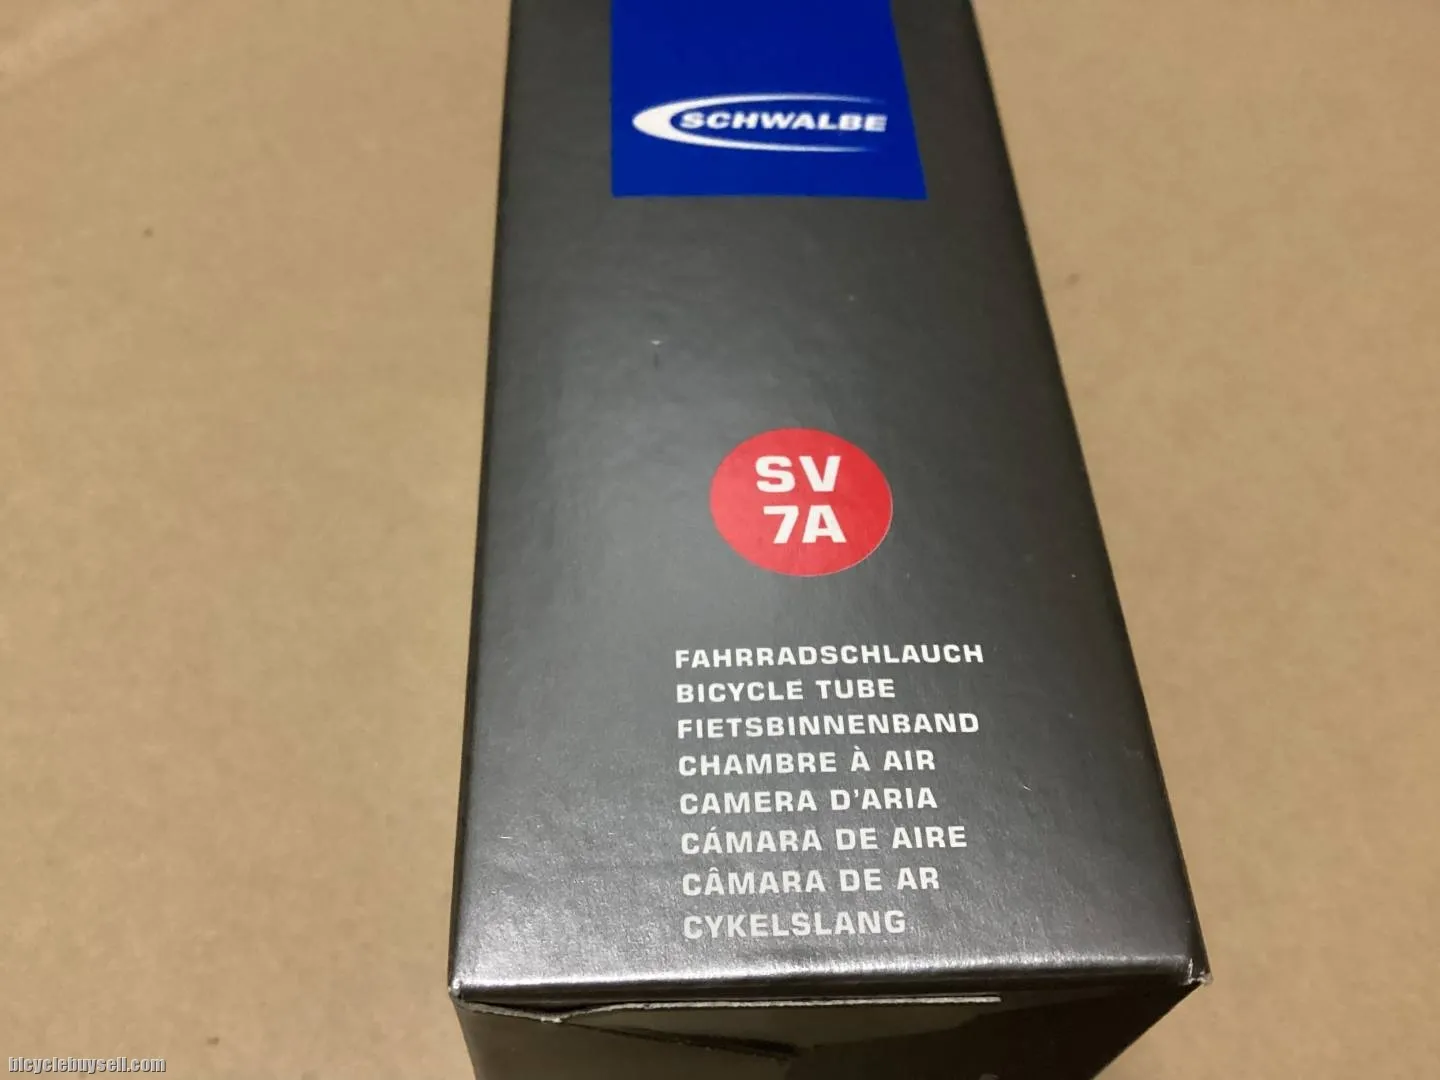 SCHWALBE
SV
7A
FAHRRADSCHLAUCH
BICYCLE TUBE
FIETSBINNENBAND
CHAMBRE À AIR
CAMERA D'ARIA
CÁMARA DE AIRE
CÂMARA DE AR
CYKELSLANG
bicyclebuysell.com